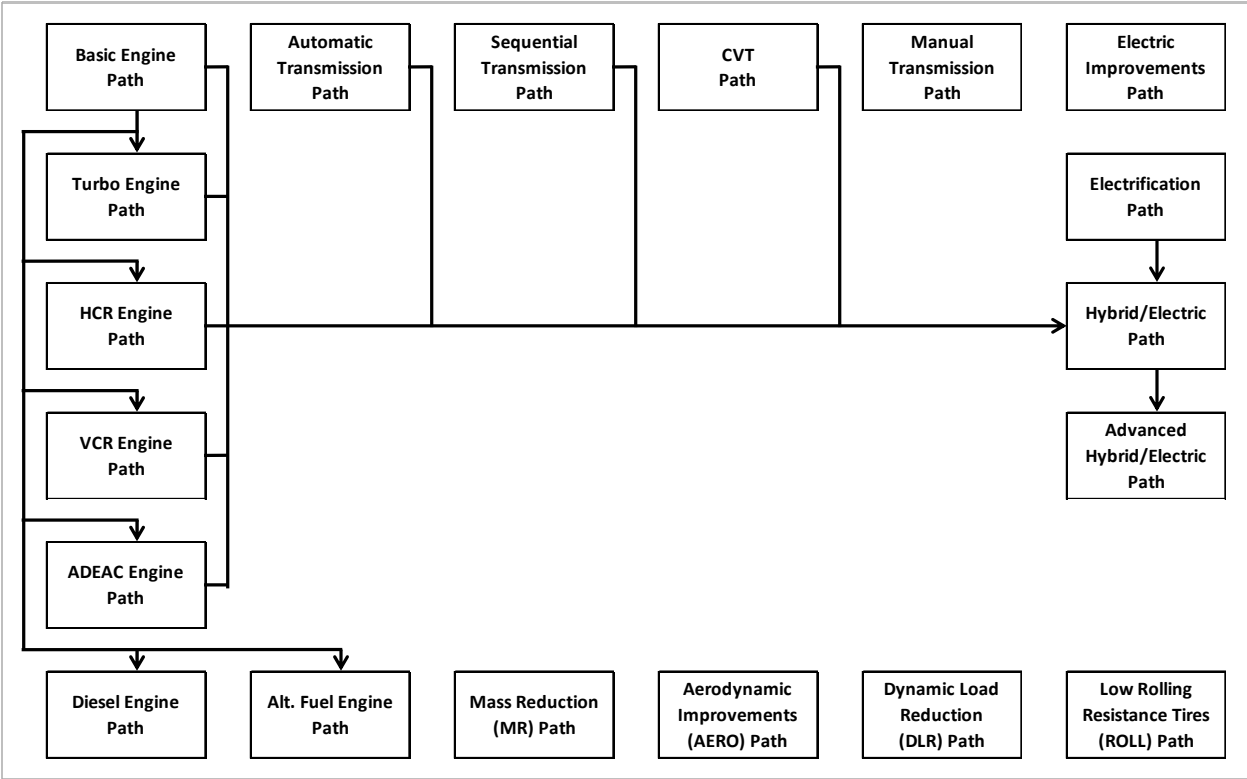 Basic Engine
Path
Automatic
Transmission
Path
Sequential
Transmission
Path
CVT
Path
Manual
Transmission
Path
Electric
Improvements
Path
Turbo Engine
Path
Electrification
Path
HCR Engine
Path
Hybrid/Electric
Path
VCR Engine
Path
Advanced
Hybrid/Electric
Path
ADEAC Engine
Path
Diesel Engine
Path
Alt. Fuel Engine
Path
Mass Reduction
(MR) Path
Aerodynamic
Improvements
(AERO) Path
Dynamic Load
Reduction
(DLR) Path
Low Rolling
Resistance Tires
(ROLL) Path